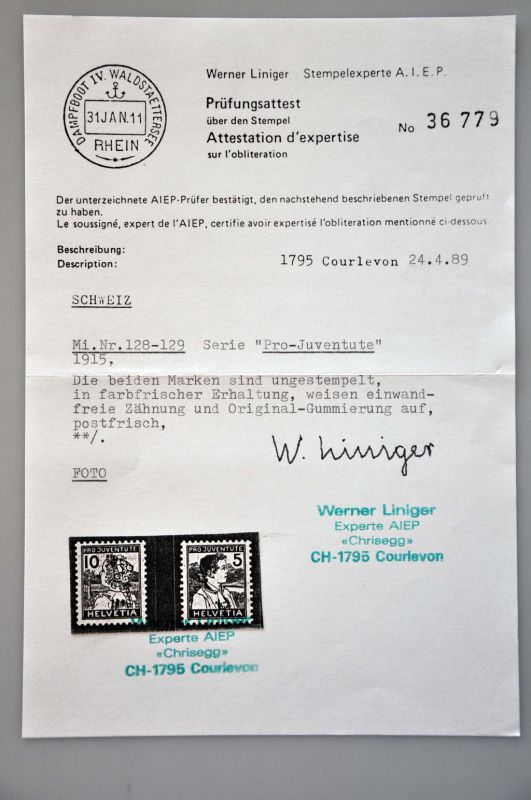 DAMPFBOOT IV. WALDSTAETTERSEE
31 JAN. 11
RHEIN
Werner Liniger Stempelexperte A.I.E.P.
Prüfungsattest
über den Stempel
Attestation d'expertise
sur l'obliteration
No 36 779
Der unterzeichnete AIEP-Prüfer bestätigt, den nachstehend beschriebenen Stempel geprüft
zu haben.
Le soussigné, expert de l'AIEP, certifie avoir expertisé l'obliteration mentionné ci-dessous.
Beschreibung:
Description:
1795 Courlevon 24.4.89
SCHWEIZ
Mi.Nr.128-129 Serie "Pro-Juventute"
1915,
Die beiden Marken sind ungestempelt,
in farbfrischer Erhaltung, weisen einwand-
freie Zähnung und Original-Gummierung auf,
postfrisch,
**/.
W. Liniger
FOTO
Werner Liniger
Experte AIEP
«Chrisegg»
CH-1795 Courlevon
PRO JUVENTUTE
10
HELVETIA
PRO JUVENTUTE
5
HELVETIA
Experte AIEP
«Chrisegg»
CH-1795 Courlevon